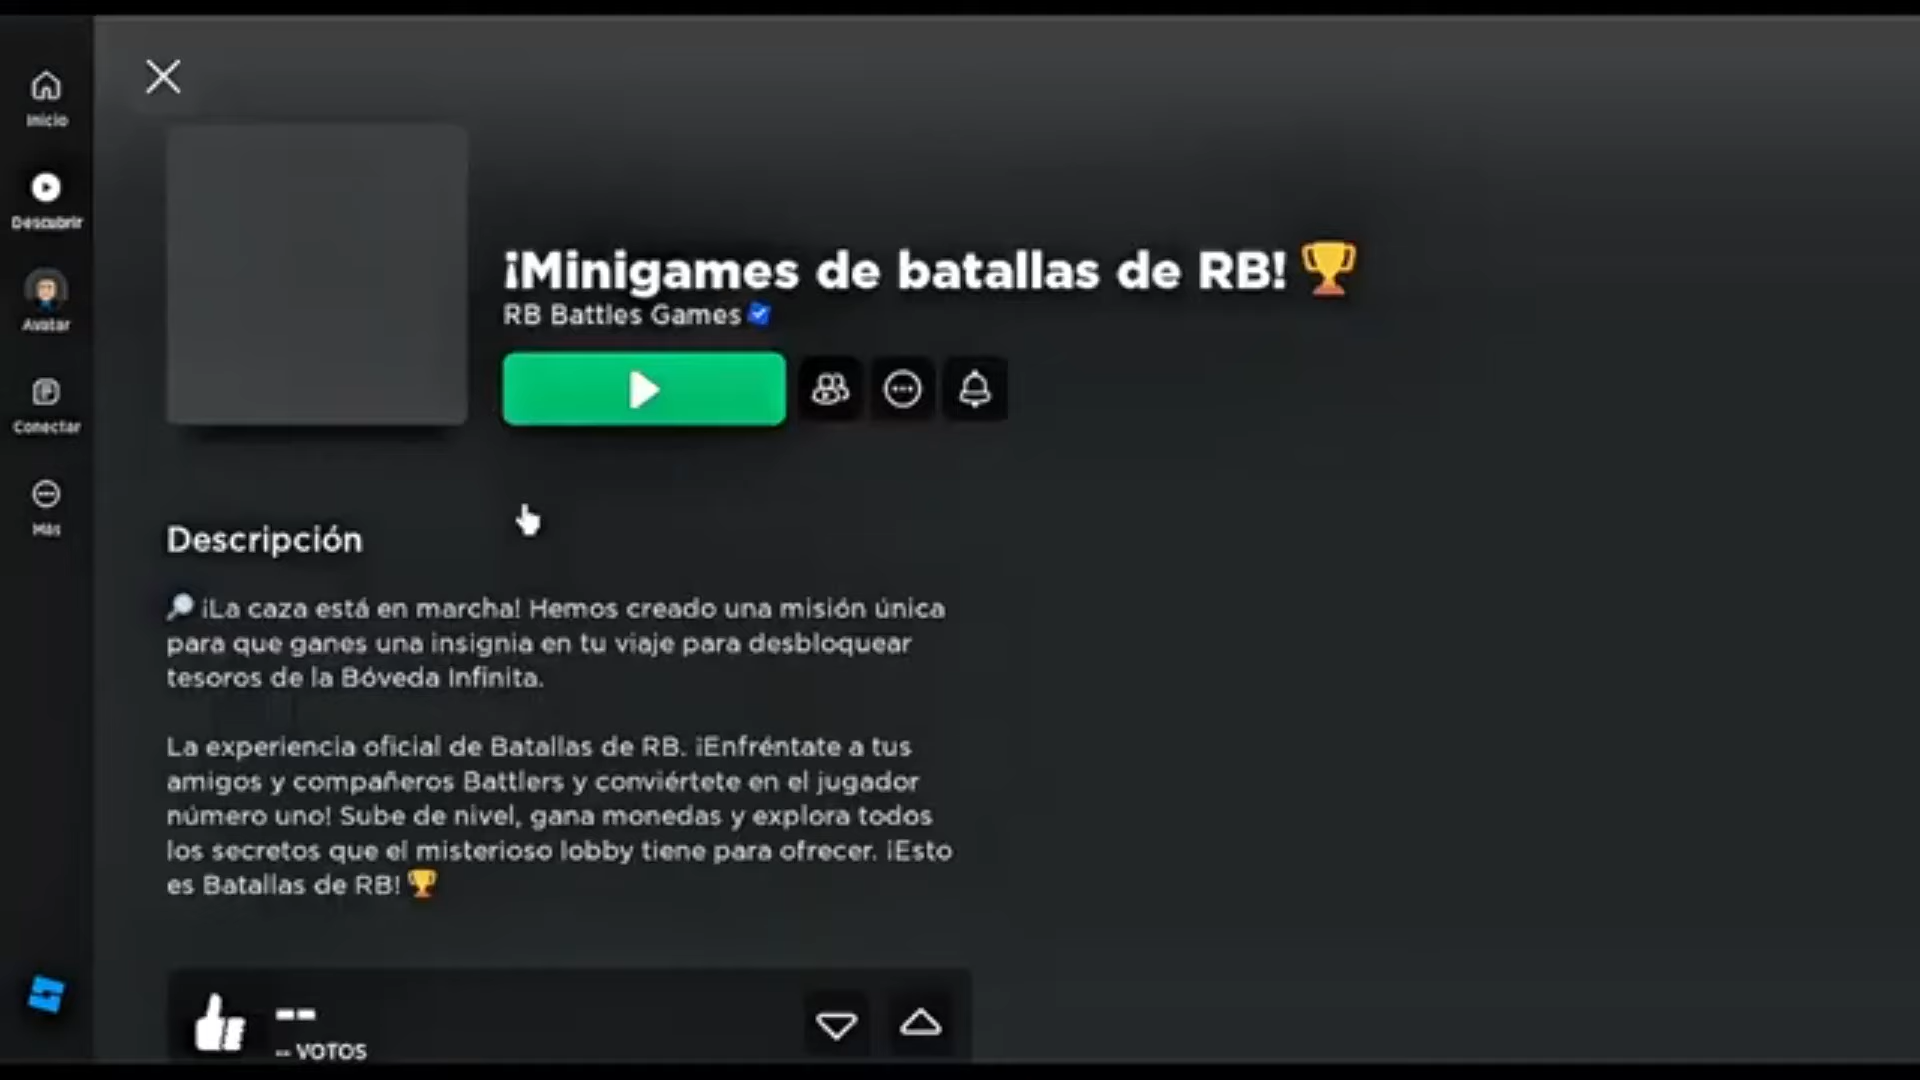 Inicio
Descubrir
Avatar
Conectar
Más
¡Minigames de batallas de RB! 🏆
RB Battles Games
Descripción
🔎 ¡La caza está en marcha! Hemos creado una misión única
para que ganes una insignia en tu viaje para desbloquear
tesoros de la Bóveda Infinita.
La experiencia oficial de Batallas de RB. ¡Enfréntate a tus
amigos y compañeros Battlers y conviértete en el jugador
número uno! Sube de nivel, gana monedas y explora todos
los secretos que el misterioso lobby tiene para ofrecer. ¡Esto
es Batallas de RB! 🏆
--
-- VOTOS